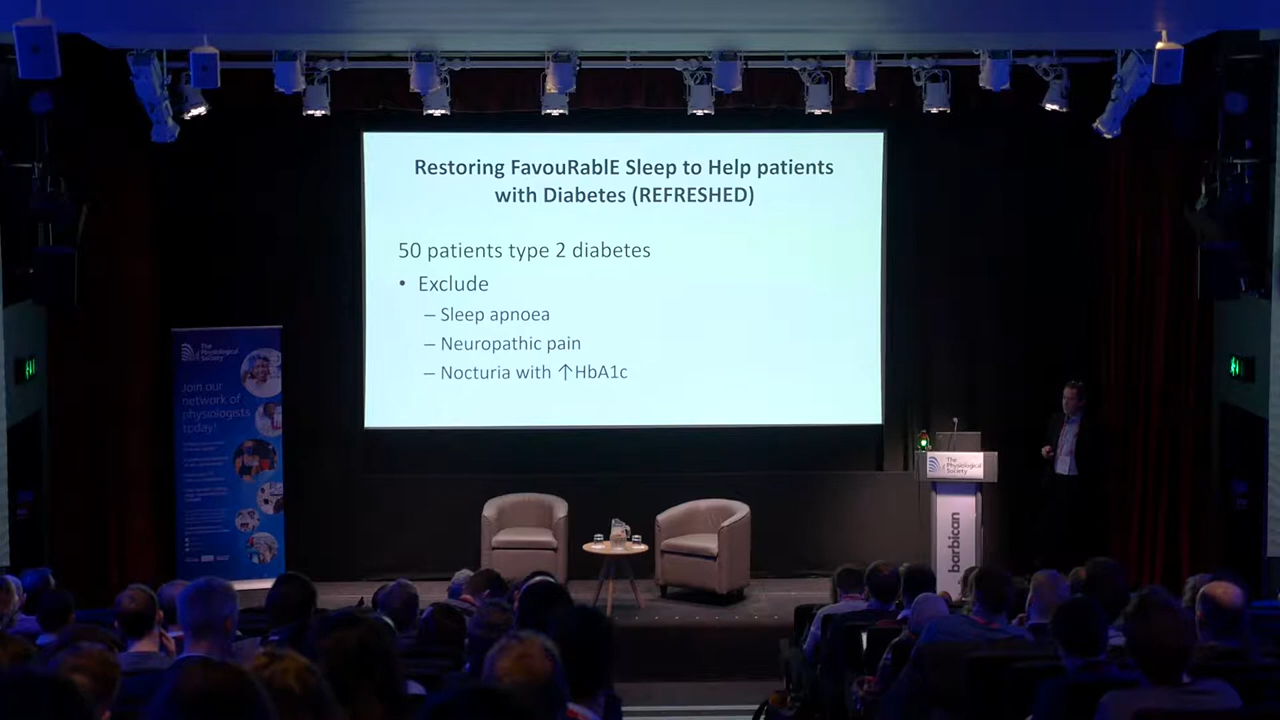 Restoring FavouRablE Sleep to Help patients
with Diabetes (REFRESHED)
50 patients type 2 diabetes
• Exclude
– Sleep apnoea
– Neuropathic pain
– Nocturia with ↑HbA1c
The
Physiological
Society
Join our
network of
physiologists
today!
The
Physiological
Society
barbican